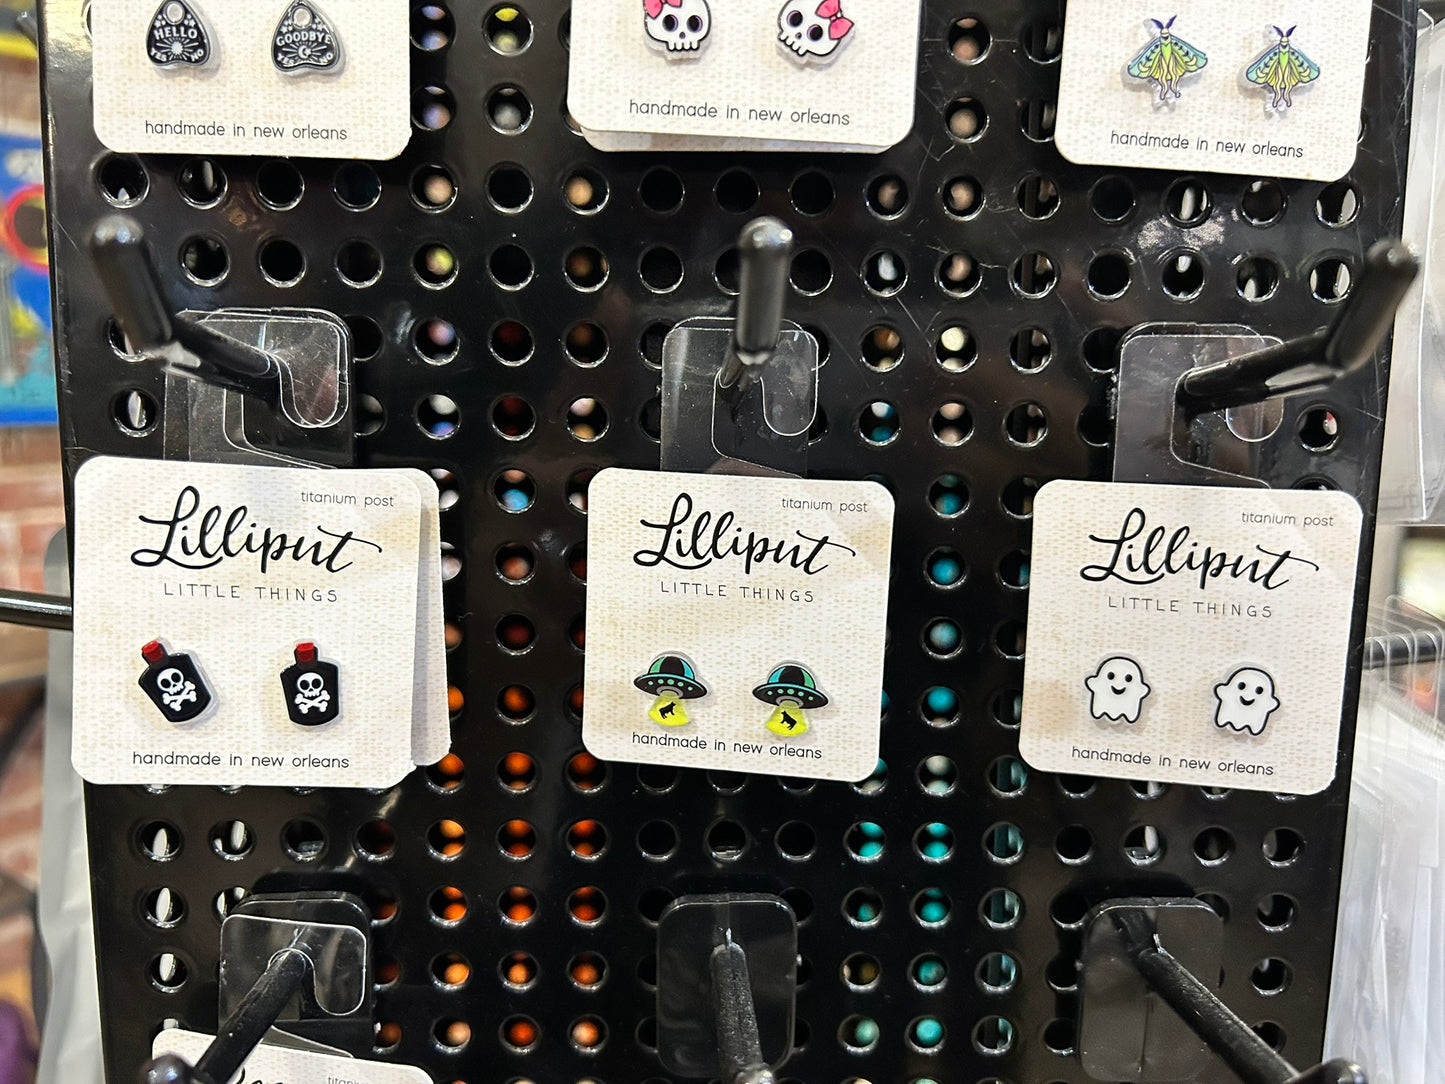 HELLO
YES NO
GOODBYE
YES NO
handmade in new orleans
handmade in new orleans
handmade in new orleans
titanium post
Lilliput
LITTLE THINGS
handmade in new orleans
titanium post
Lilliput
LITTLE THINGS
handmade in new orleans
titanium post
Lilliput
LITTLE THINGS
handmade in new orleans